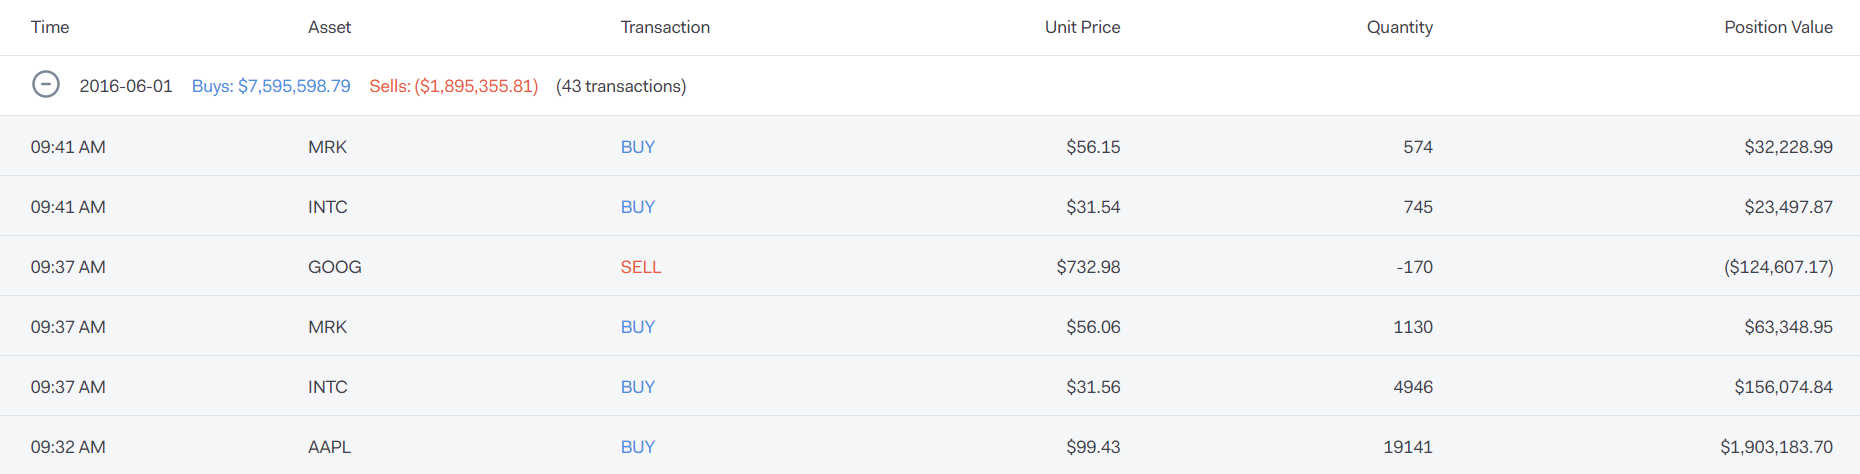 Time Asset Transaction Unit Price Quantity Position Value
2016-06-01 Buys: $7,595,598.79 Sells: ($1,895,355.81) (43 transactions)
09:41 AM MRK BUY $56.15 574 $32,228.99
09:41 AM INTC BUY $31.54 745 $23,497.87
09:37 AM GOOG SELL $732.98 -170 ($124,607.17)
09:37 AM MRK BUY $56.06 1130 $63,348.95
09:37 AM INTC BUY $31.56 4946 $156,074.84
09:32 AM AAPL BUY $99.43 19141 $1,903,183.70